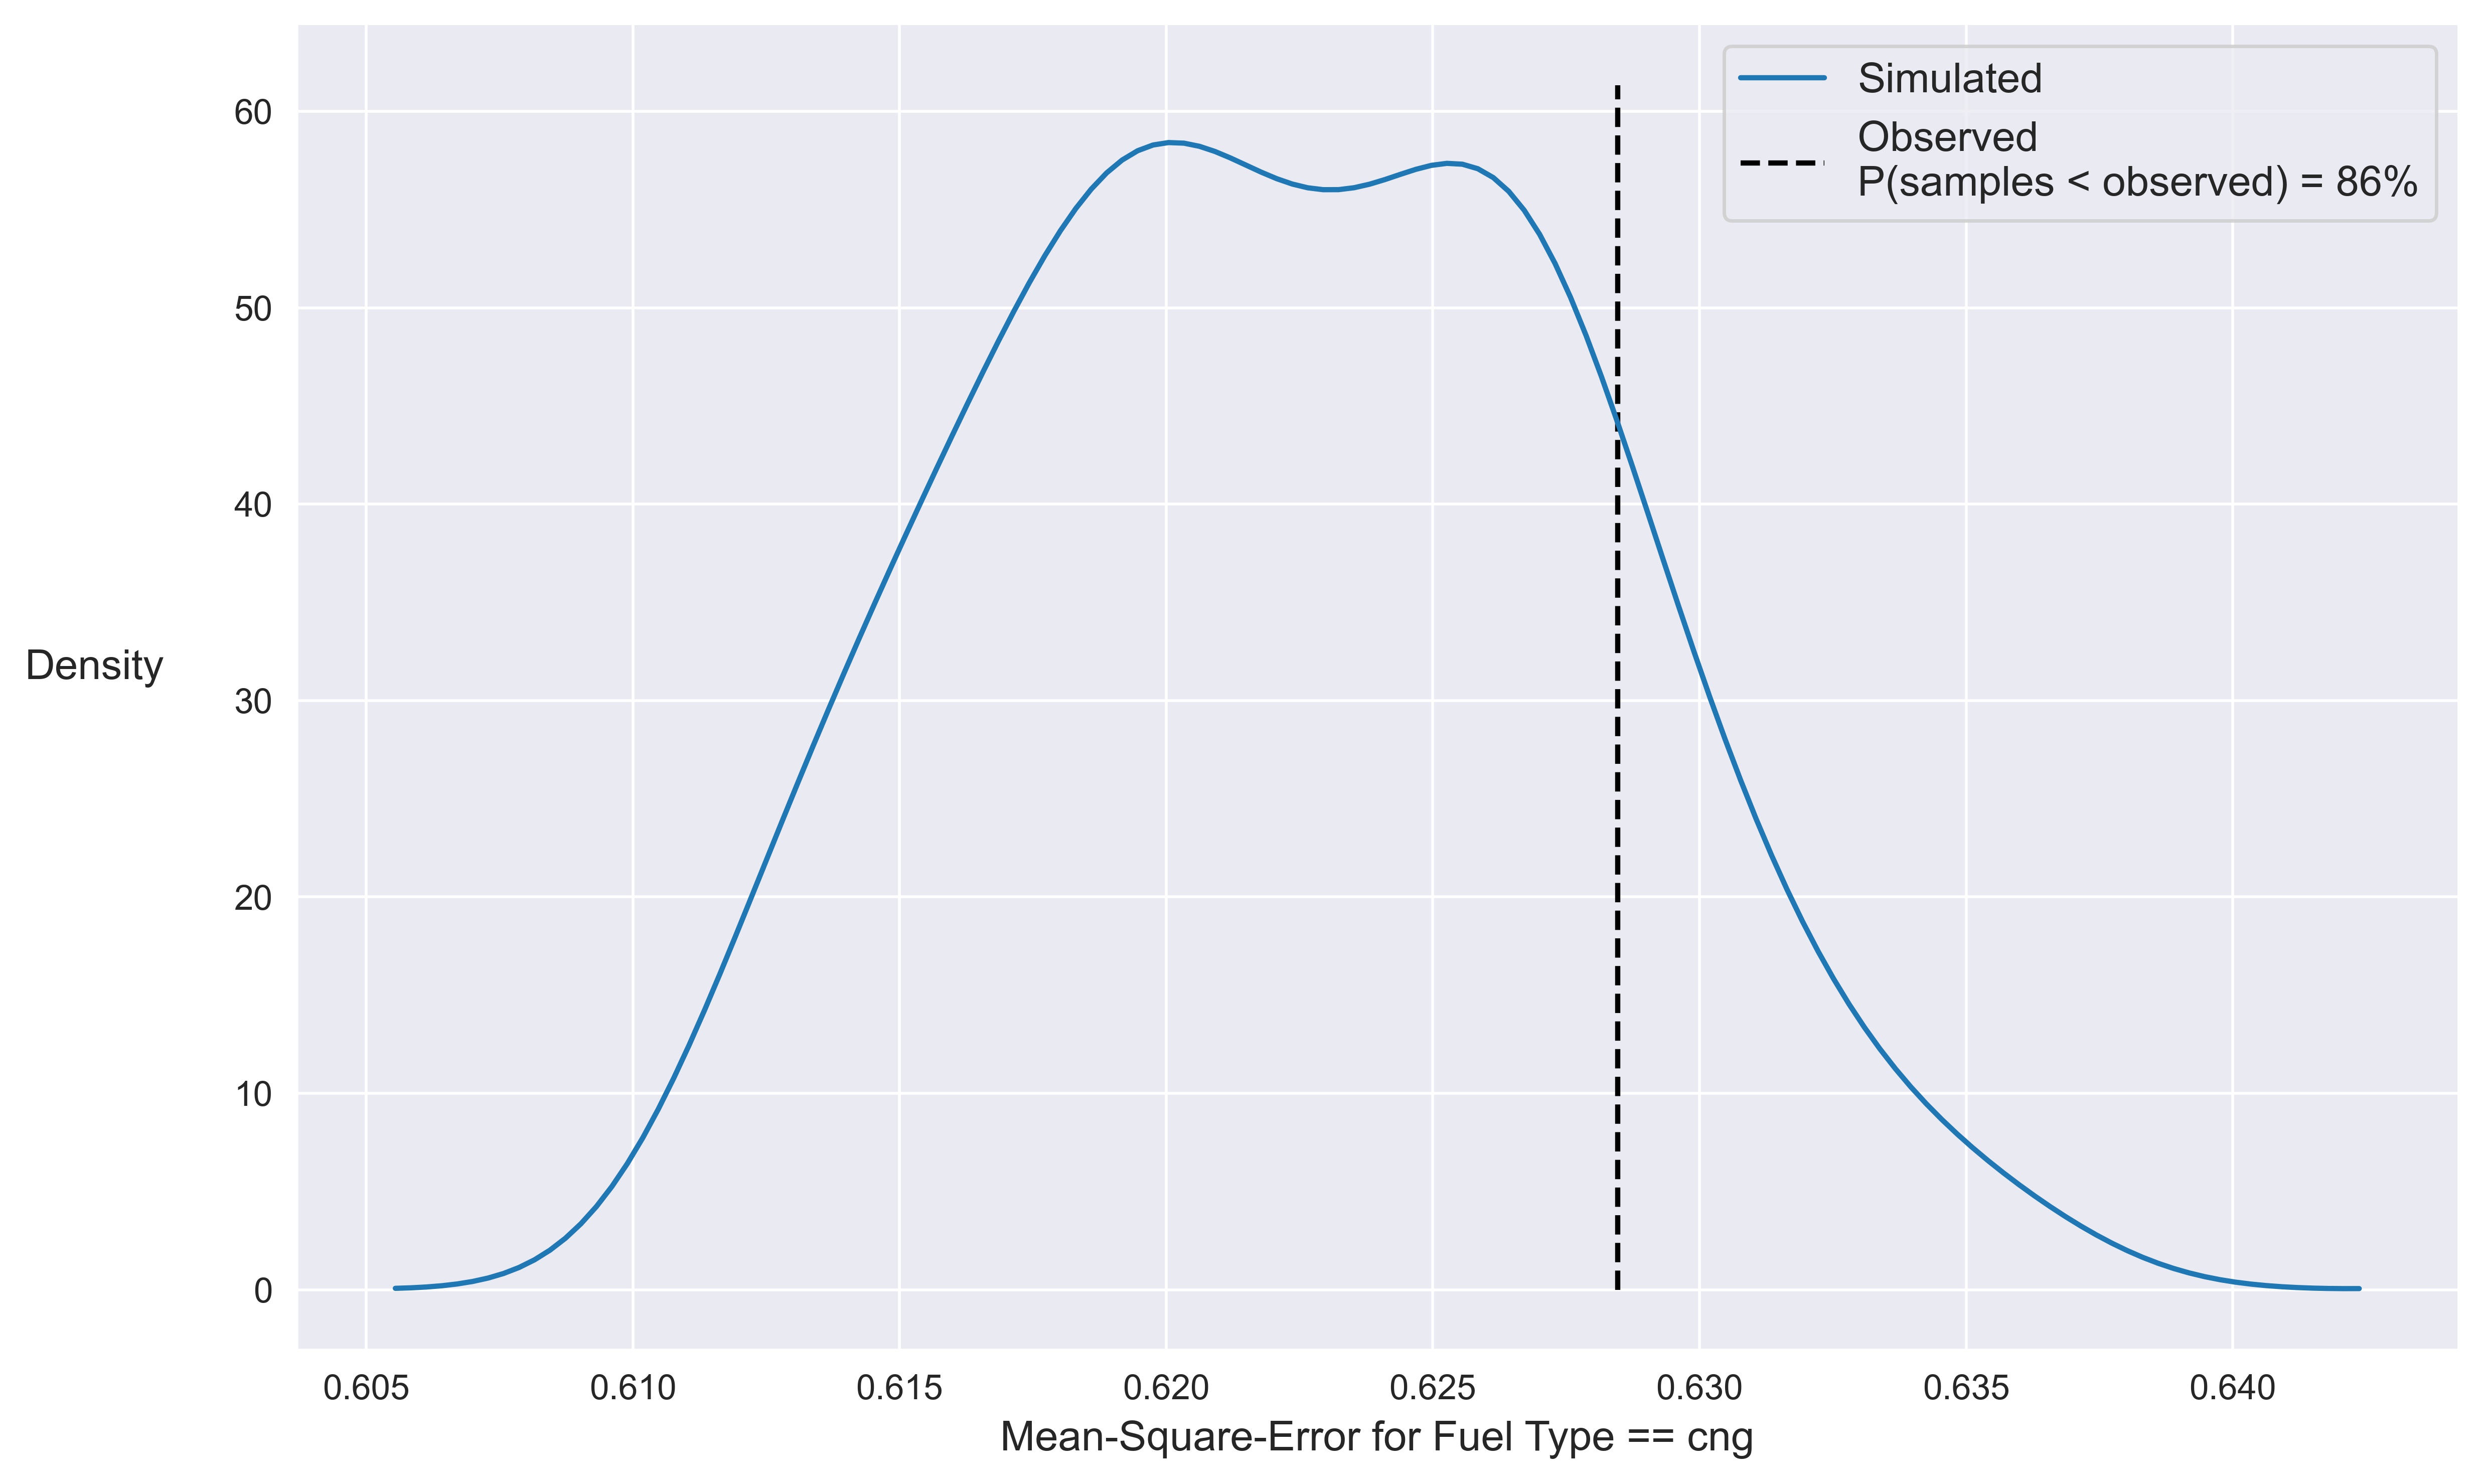 Simulated
Observed
P(samples < observed) = 86%
60
50
40
30
20
10
0
Density
0.605 0.610 0.615 0.620 0.625 0.630 0.635 0.640
Mean-Square-Error for Fuel Type == cng